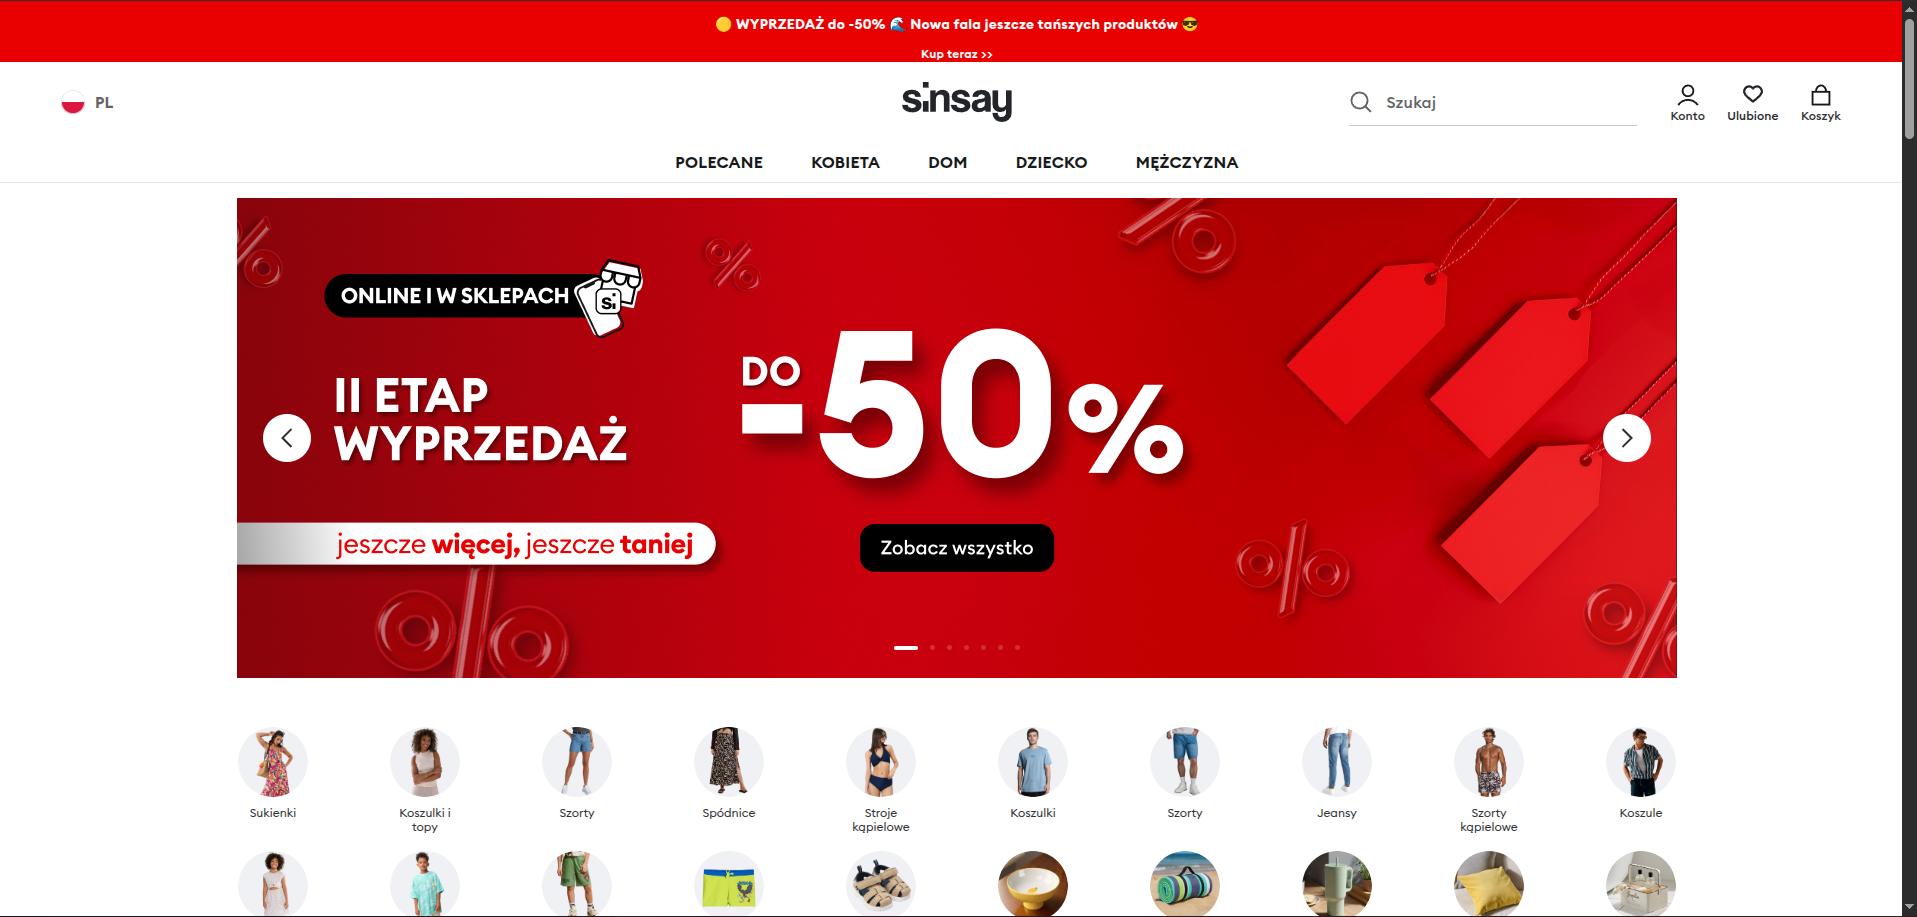 🟡 WYPRZEDAŻ do -50% 🌊 Nowa fala jeszcze tańszych produktów 😎
Kup teraz >>
PL
sinsay
Szukaj
Konto
Ulubione
Koszyk
POLECANE
KOBIETA
DOM
DZIECKO
MĘŻCZYZNA
ONLINE I W SKLEPACH
Si
II ETAP
WYPRZEDAŻ
DO
-50%
jeszcze więcej, jeszcze taniej
Zobacz wszystko
Sukienki
Koszulki i
topy
Szorty
Spódnice
Stroje
kąpielowe
Koszulki
Szorty
Jeansy
Szorty
kąpielowe
Koszule